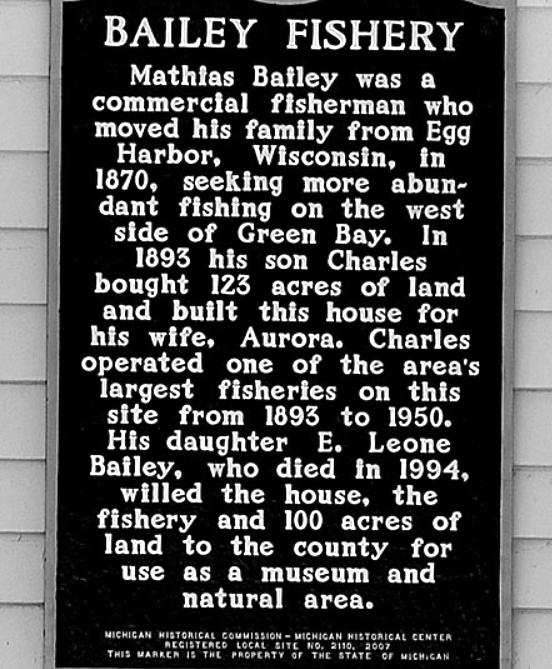 BAILEY FISHERY
Mathias Bailey was a
commercial fisherman who
moved his family from Egg
Harbor, Wisconsin, in
1870, seeking more abun-
dant fishing on the west
side of Green Bay. In
1893 his son Charles
bought 123 acres of land
and built this house for
his wife, Aurora. Charles
operated one of the area's
largest fisheries on this
site from 1893 to 1950.
His daughter E. Leone
Bailey, who died in 1994,
willed the house, the
fishery and 100 acres of
land to the county for
use as a museum and
natural area.
MICHIGAN HISTORICAL COMMISSION – MICHIGAN HISTORICAL CENTER
REGISTERED LOCAL SITE NO. 2110, 2007
THIS MARKER IS THE PROPERTY OF THE STATE OF MICHIGAN